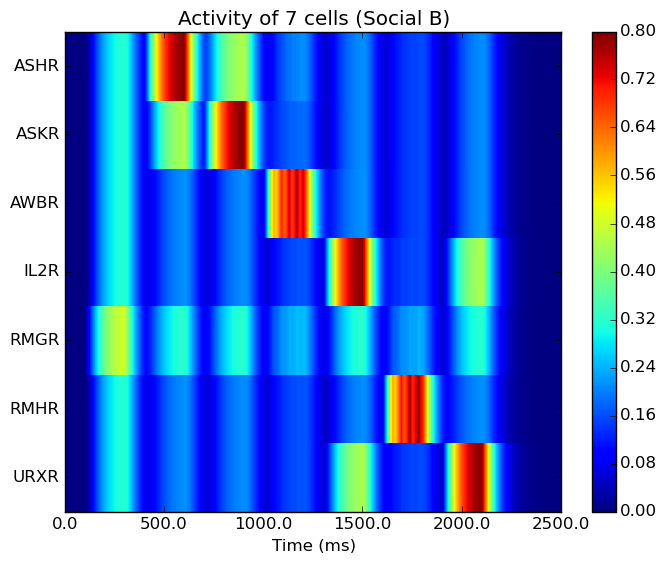 Activity of 7 cells (Social B)
ASHR
ASKR
AWBR
IL2R
RMGR
RMHR
URXR
0.0 500.0 1000.0 1500.0 2000.0 2500.0
Time (ms)
0.80
0.72
0.64
0.56
0.48
0.40
0.32
0.24
0.16
0.08
0.00